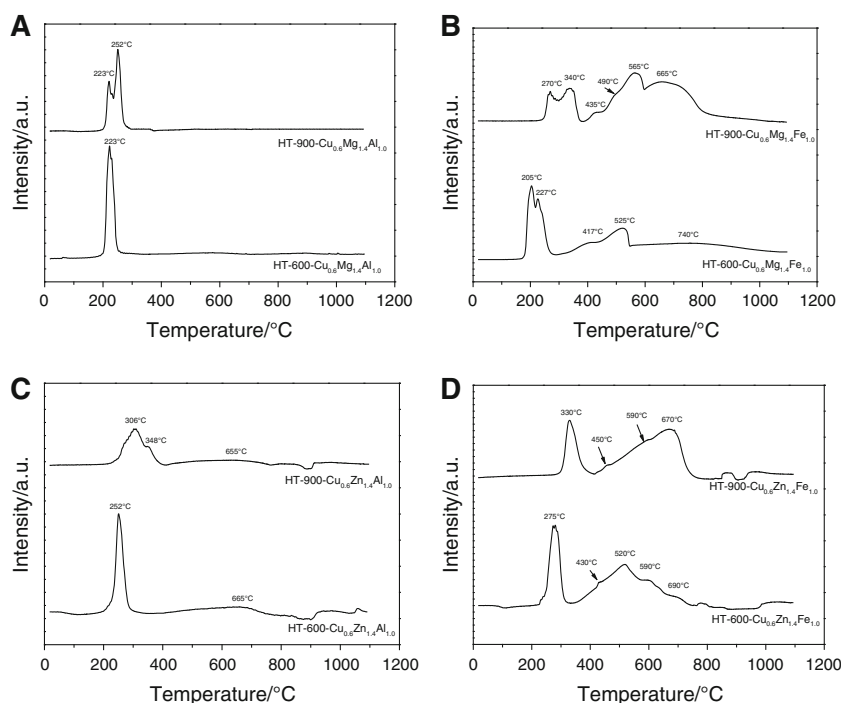 A
252°C
223°C
HT-900-Cu0.6Mg1.4Al1.0
223°C
HT-600-Cu0.6Mg1.4Al1.0
Intensity/a.u.
0 200 400 600 800 1000 1200
Temperature/°C
B
565°C
490°C
665°C
340°C
270°C
435°C
HT-900-Cu0.6Mg1.4Fe1.0
205°C
227°C
525°C
417°C
740°C
HT-600-Cu0.6Mg1.4Fe1.0
Intensity/a.u.
0 200 400 600 800 1000 1200
Temperature/°C
C
306°C
348°C
655°C
HT-900-Cu0.6Zn1.4Al1.0
252°C
665°C
HT-600-Cu0.6Zn1.4Al1.0
Intensity/a.u.
0 200 400 600 800 1000 1200
Temperature/°C
D
330°C
590°C
670°C
450°C
HT-900-Cu0.6Zn1.4Fe1.0
275°C
430°C
520°C
590°C
690°C
HT-600-Cu0.6Zn1.4Fe1.0
Intensity/a.u.
0 200 400 600 800 1000 1200
Temperature/°C